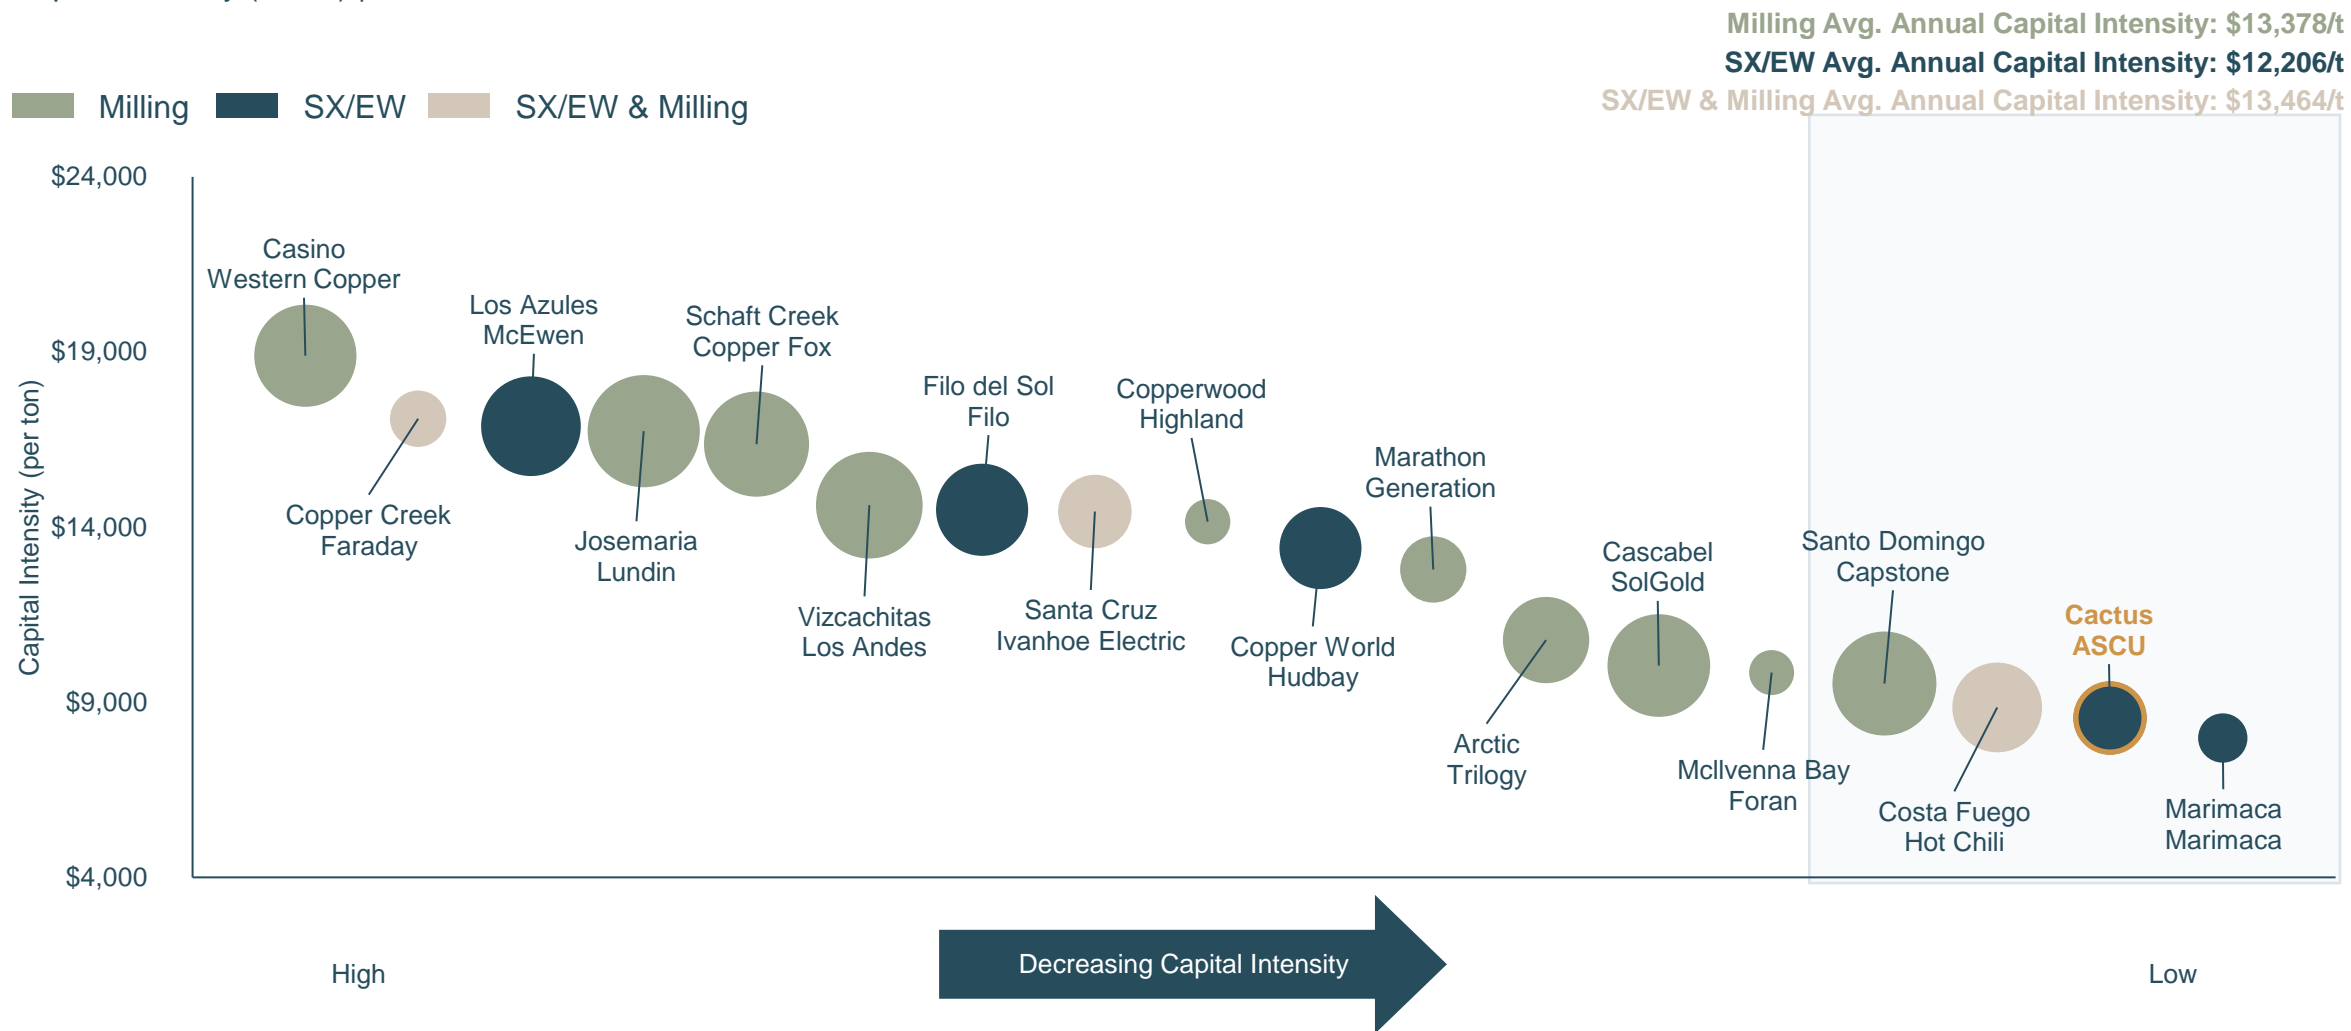 Milling Avg. Annual Capital Intensity: $13,378/t
SX/EW Avg. Annual Capital Intensity: $12,206/t
SX/EW & Milling Avg. Annual Capital Intensity: $13,464/t
Milling
SX/EW
SX/EW & Milling
Capital Intensity (per ton)
$24,000
$19,000
$14,000
$9,000
$4,000
Casino
Western Copper
Copper Creek
Faraday
Los Azules
McEwen
Josemaria
Lundin
Schaft Creek
Copper Fox
Vizcachitas
Los Andes
Filo del Sol
Filo
Santa Cruz
Ivanhoe Electric
Copperwood
Highland
Copper World
Hudbay
Marathon
Generation
Arctic
Trilogy
Cascabel
SolGold
McIlvenna Bay
Foran
Santo Domingo
Capstone
Costa Fuego
Hot Chili
Cactus
ASCU
Marimaca
Marimaca
High
Decreasing Capital Intensity
Low